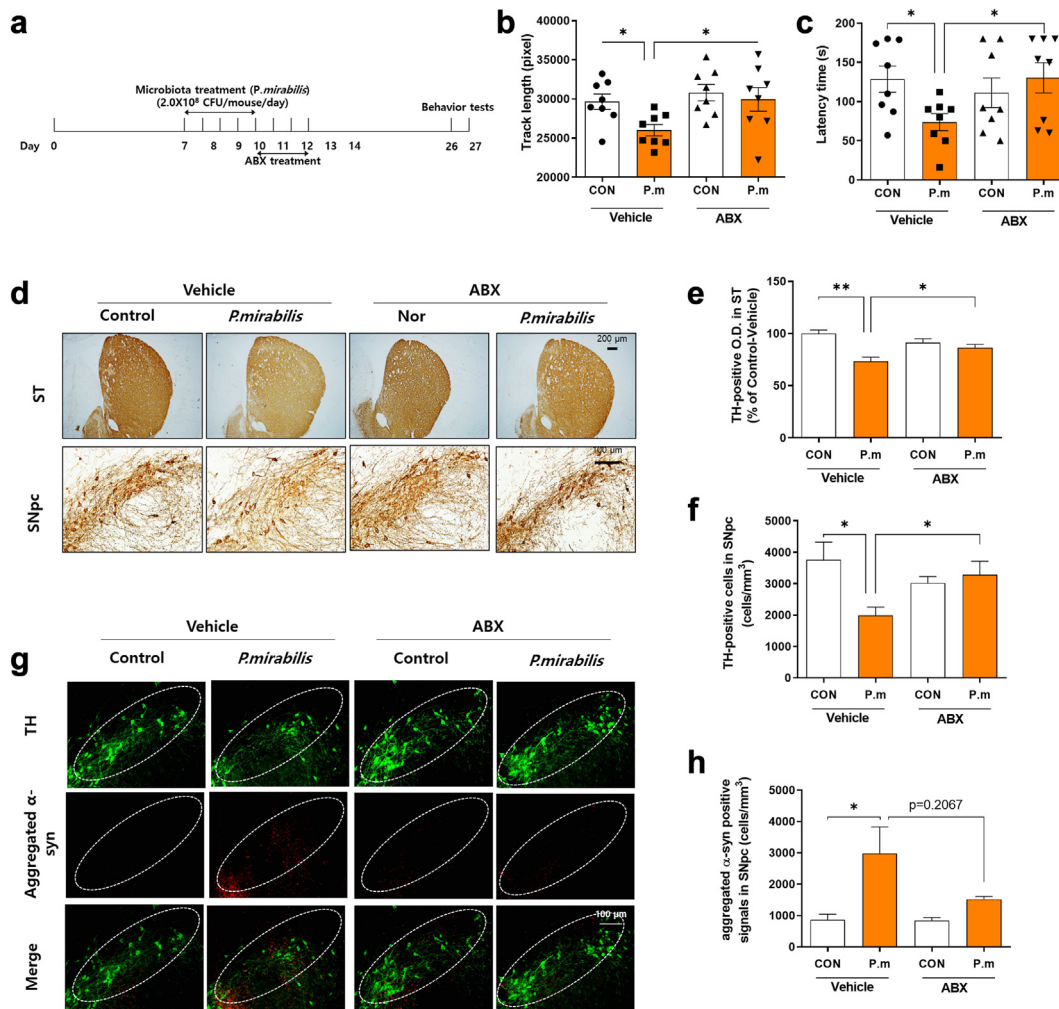 a
Microbiota treatment (P.mirabilis)
(2.0X10⁸ CFU/mouse/day)
Behavior tests
Day 0 7 8 9 10 11 12 13 14 26 27
ABX treatment
b
Track length (pixel)
40000
35000
30000
25000
20000
* *
CON P.m CON P.m
Vehicle ABX
c
Latency time (s)
200
150
100
50
0
* *
CON P.m CON P.m
Vehicle ABX
d
Vehicle ABX
Control P.mirabilis Nor P.mirabilis
ST
200 μm
SNpc
100 μm
e
TH-positive O.D. in ST
(% of Control-Vehicle)
150
100
50
0
** *
CON P.m CON P.m
Vehicle ABX
f
TH-positive cells in SNpc
(cells/mm³)
5000
4000
3000
2000
1000
0
* *
CON P.m CON P.m
Vehicle ABX
g
Vehicle ABX
Control P.mirabilis Control P.mirabilis
TH
Aggregated α-
syn
Merge
100 μm
h
aggregated α-syn positive
signals in SNpc (cells/mm³)
5000
4000
3000
2000
1000
0
* p=0.2067
CON P.m CON P.m
Vehicle ABX